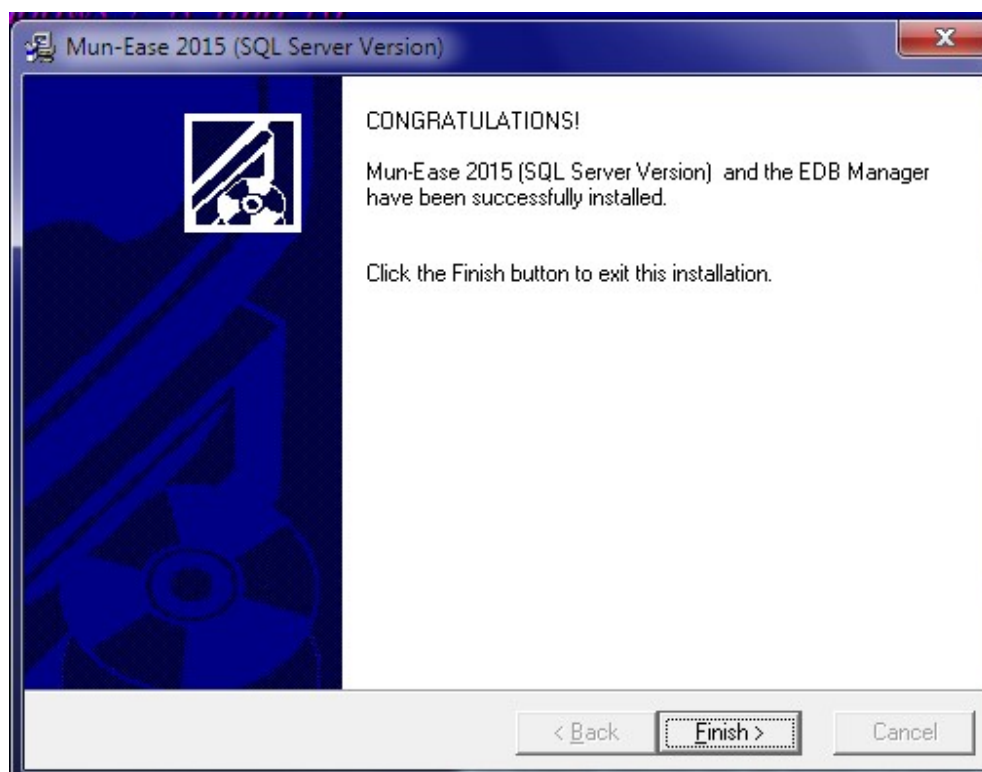 Mun-Ease 2015 (SQL Server Version)
CONGRATULATIONS!
Mun-Ease 2015 (SQL Server Version)  and the EDB Manager
have been successfully installed.
Click the Finish button to exit this installation.
< Back
Finish >
Cancel